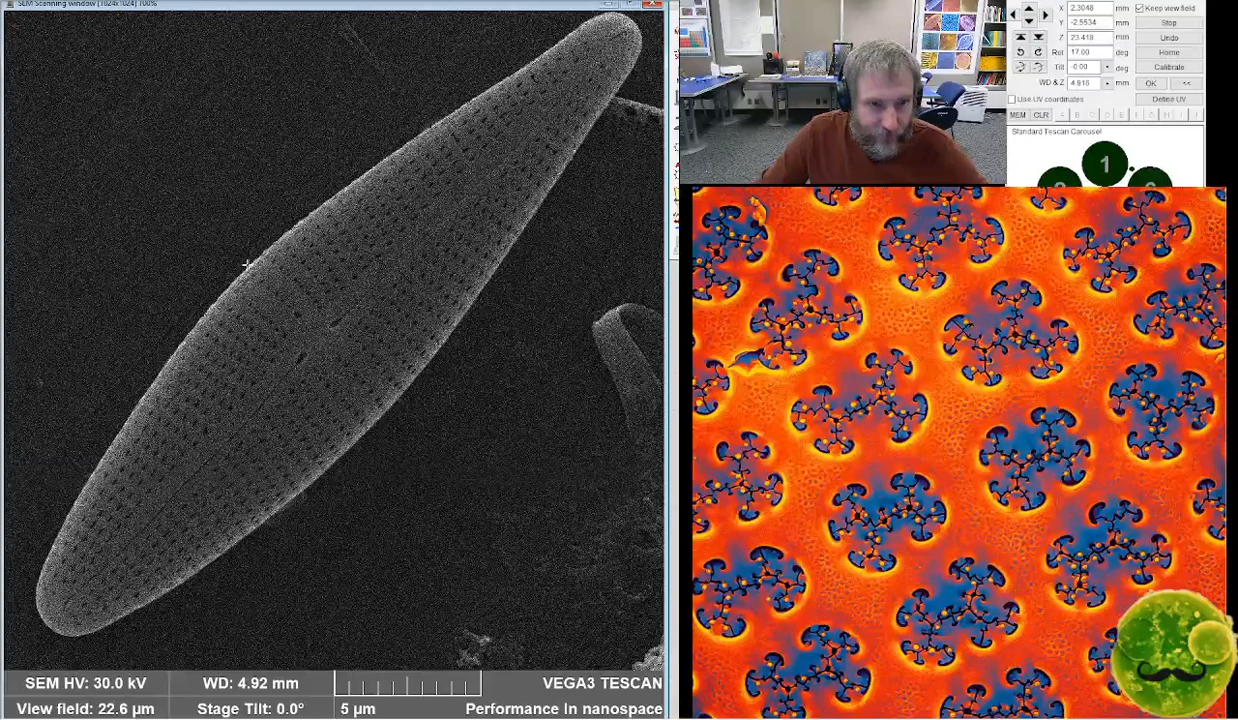 SEM Scanning window [1024x1024] 100%
SEM HV: 30.0 kV
WD: 4.92 mm
VEGA3 TESCAN
View field: 22.6 µm
Stage Tilt: 0.0°
5 µm
Performance in nanospace
X 2.3048 mm
Keep view field
Y -2.5534 mm
Stop
Z 23.418 mm
Undo
Rot 17.00 deg
Home
Tilt -0.00 deg
Calibrate
WD & Z 4.916 mm
OK <<
Use UV coordinates
Define UV
MEM CLR
Standard Tescan Carousel
1